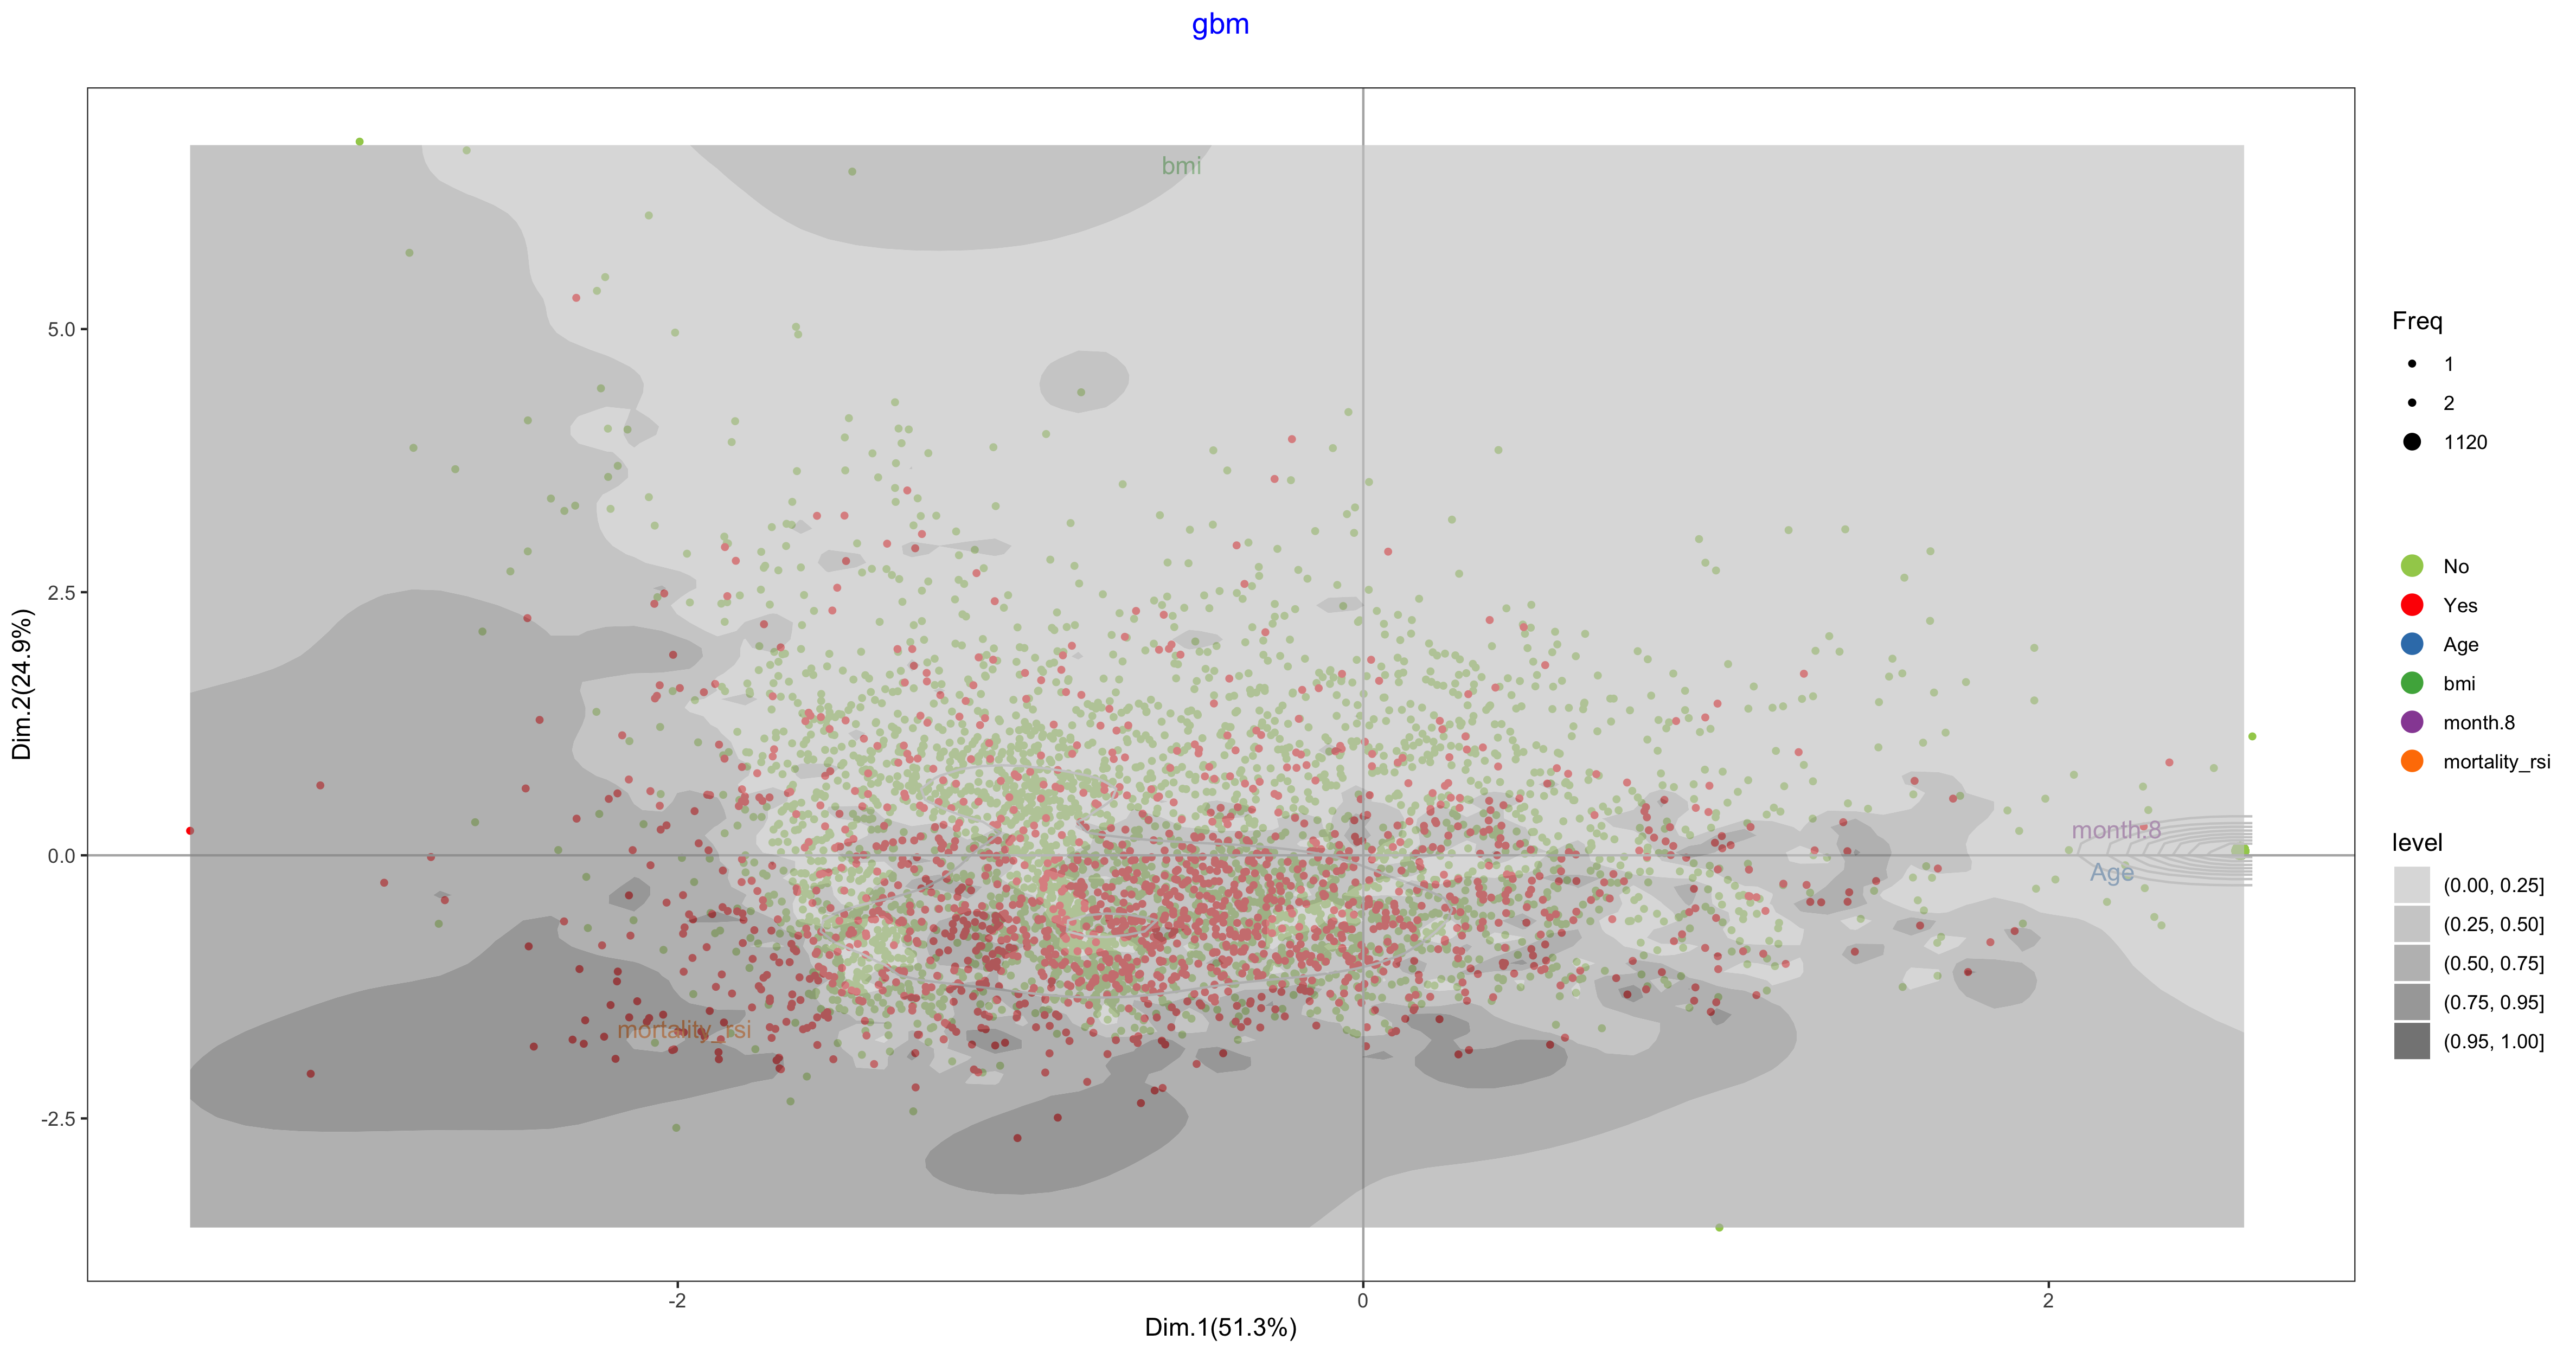 gbm
bmi
month.8
Age
mortality_rsi
5.0
2.5
0.0
-2.5
-2
0
2
Dim.1(51.3%)
Dim.2(24.9%)
Freq
1
2
1120
No
Yes
Age
bmi
month.8
mortality_rsi
level
(0.00, 0.25]
(0.25, 0.50]
(0.50, 0.75]
(0.75, 0.95]
(0.95, 1.00]